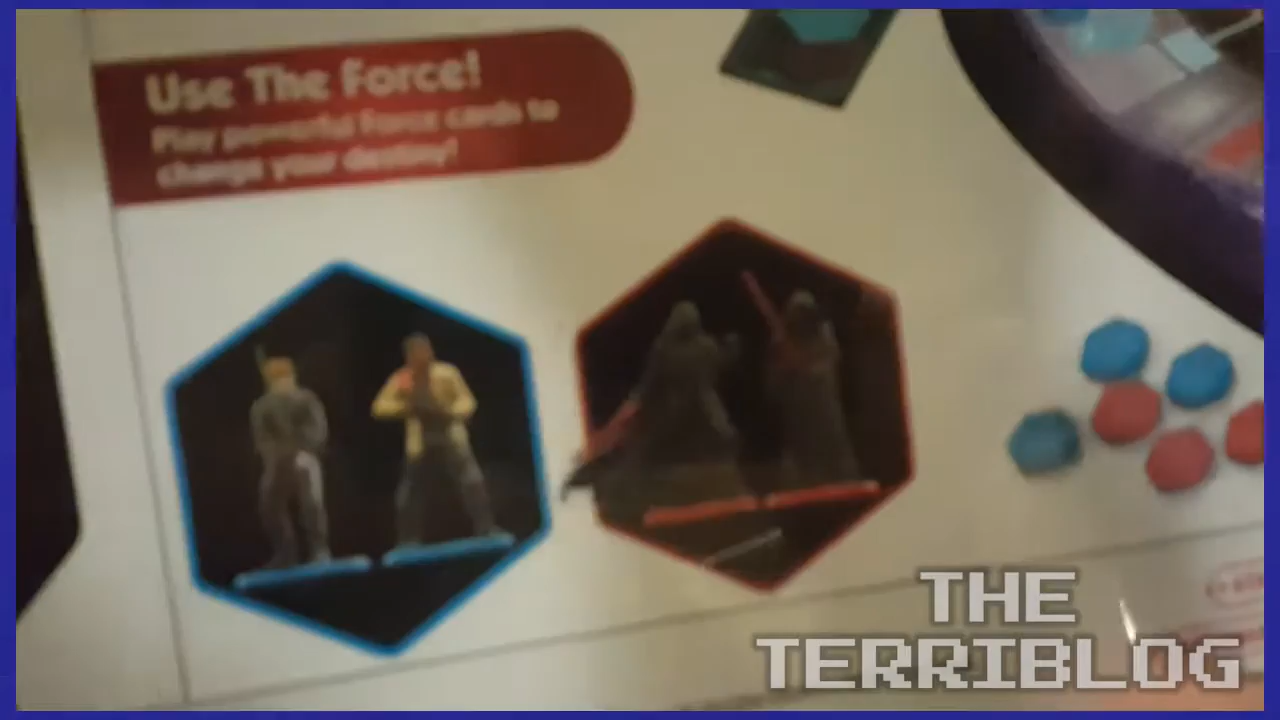 Use The Force!
Play powerful Force cards to
change your destiny!
THE
TERRIBLOG